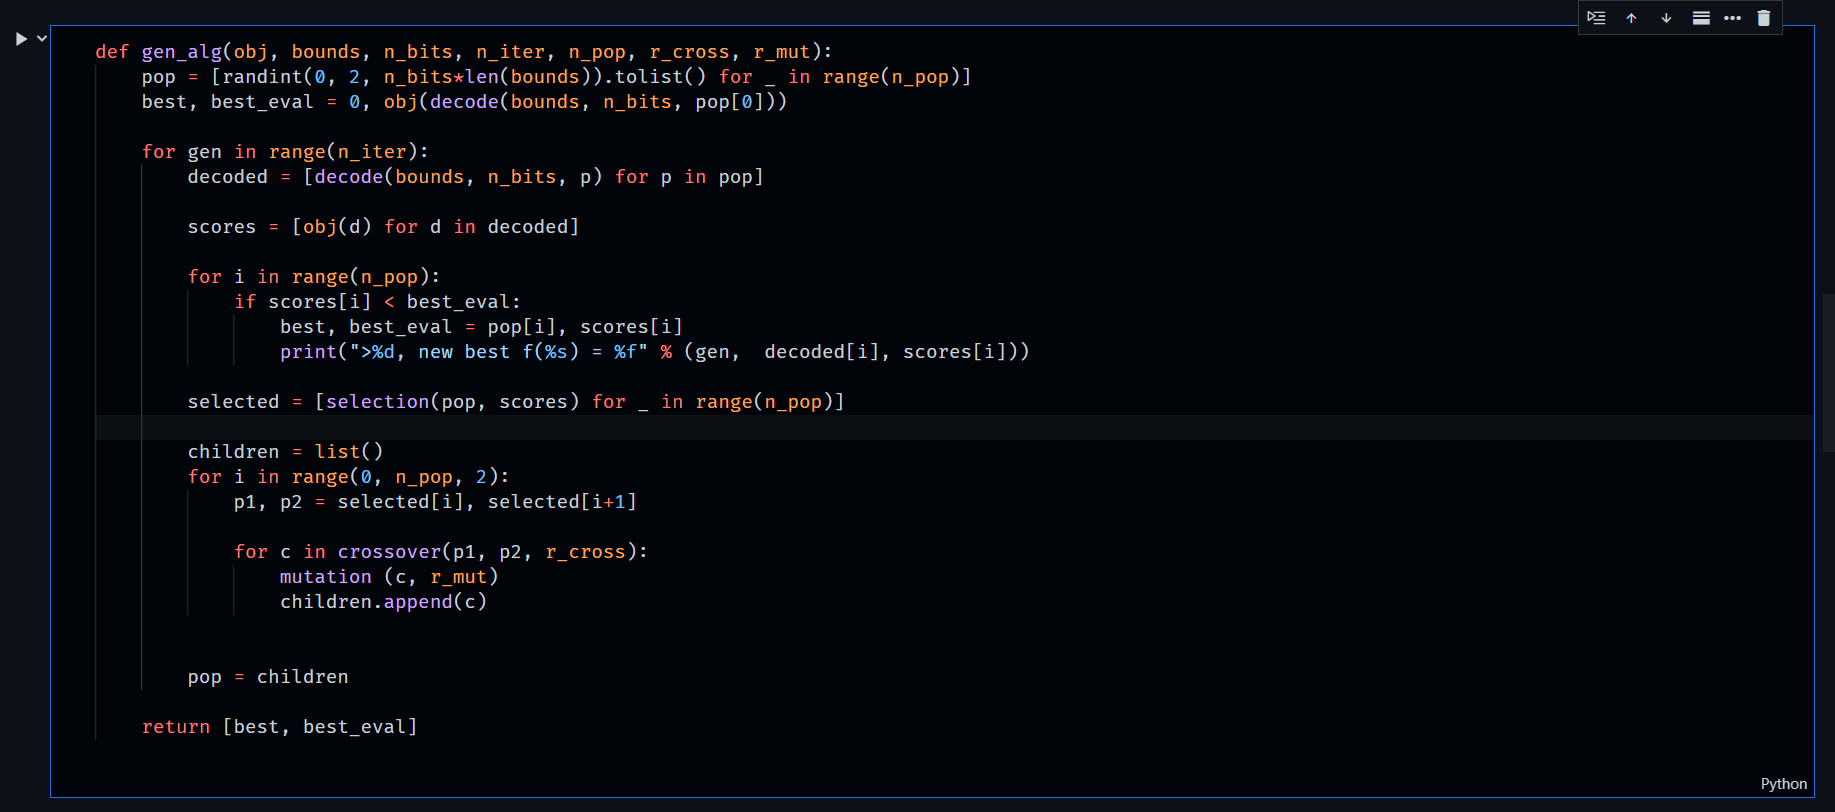 def gen_alg(obj, bounds, n_bits, n_iter, n_pop, r_cross, r_mut):
    pop = [randint(0, 2, n_bits*len(bounds)).tolist() for _ in range(n_pop)]
    best, best_eval = 0, obj(decode(bounds, n_bits, pop[0]))

    for gen in range(n_iter):
        decoded = [decode(bounds, n_bits, p) for p in pop]

        scores = [obj(d) for d in decoded]

        for i in range(n_pop):
            if scores[i] < best_eval:
                best, best_eval = pop[i], scores[i]
                print(">%d, new best f(%s) = %f" % (gen,  decoded[i], scores[i]))

        selected = [selection(pop, scores) for _ in range(n_pop)]

        children = list()
        for i in range(0, n_pop, 2):
            p1, p2 = selected[i], selected[i+1]

            for c in crossover(p1, p2, r_cross):
                mutation (c, r_mut)
                children.append(c)


        pop = children

    return [best, best_eval]
Python